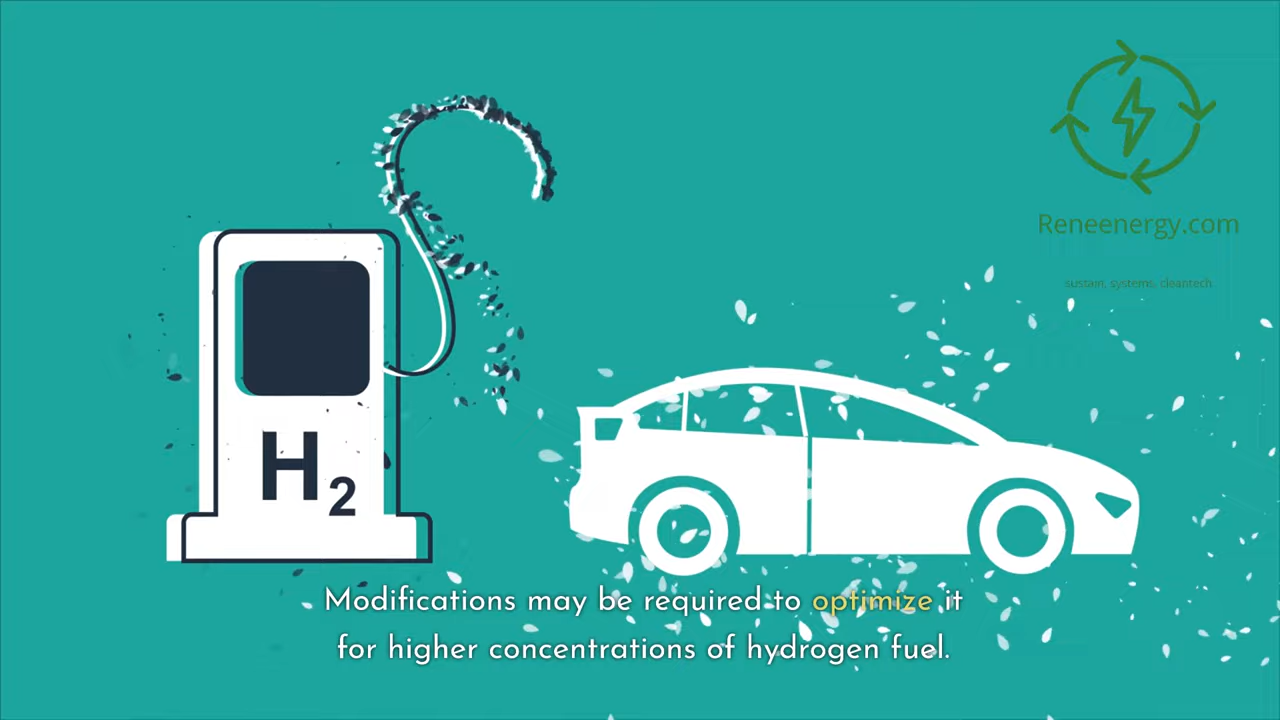 Reneenergy.com
sustain, systems, cleantech
H2
Modifications may be required to optimize it
for higher concentrations of hydrogen fuel.